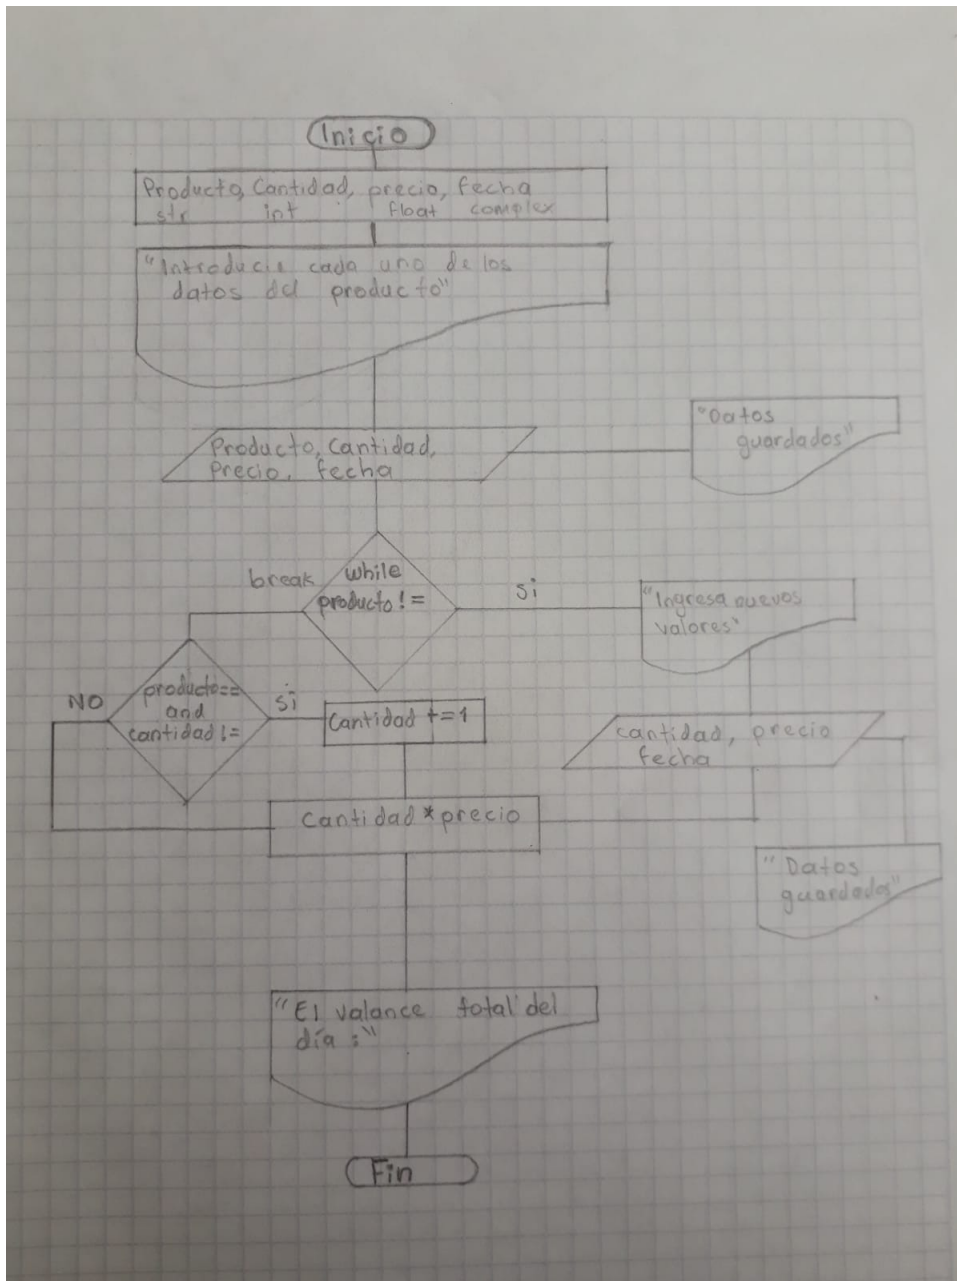 Inicio
Producto, Cantidad, precio, fecha
str int float complex
"Introducie cada uno de los
datos del producto"
Producto, Cantidad,
Precio, fecha
"Datos
guardados"
break
while
producto !=
si
"Ingresa nuevos
valores"
NO
producto==
and
cantidad !=
si
Cantidad +=1
cantidad, precio
fecha
Cantidad * precio
"Datos
guardados"
"El valance total del
día :"
Fin